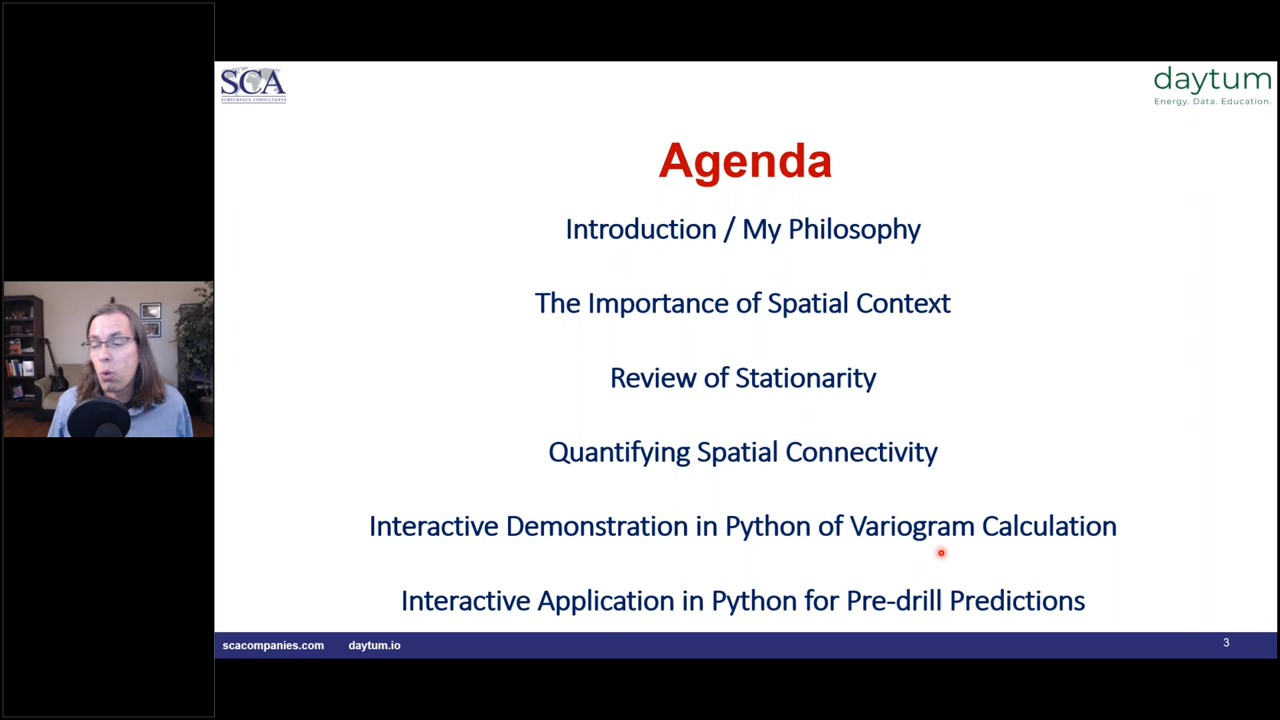 SCA
SUBSURFACE CONSULTANTS
daytum
Energy. Data. Education.
Agenda
Introduction / My Philosophy
The Importance of Spatial Context
Review of Stationarity
Quantifying Spatial Connectivity
Interactive Demonstration in Python of Variogram Calculation
Interactive Application in Python for Pre-drill Predictions
scacompanies.com daytum.io
3